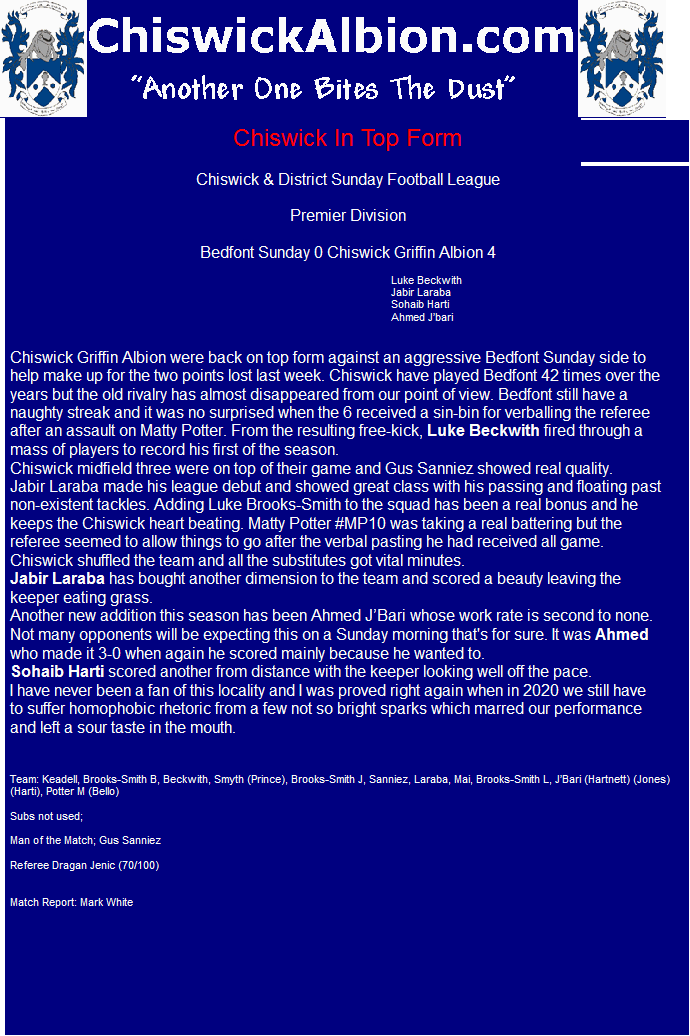 ChiswickAlbion.com
"Another One Bites The Dust"
Chiswick In Top Form
Chiswick & District Sunday Football League
Premier Division
Bedfont Sunday 0 Chiswick Griffin Albion 4
Luke Beckwith
Jabir Laraba
Sohaib Harti
Ahmed J'bari
Chiswick Griffin Albion were back on top form against an aggressive Bedfont Sunday side to
help make up for the two points lost last week. Chiswick have played Bedfont 42 times over the
years but the old rivalry has almost disappeared from our point of view. Bedfont still have a
naughty streak and it was no surprised when the 6 received a sin-bin for verballing the referee
after an assault on Matty Potter. From the resulting free-kick, Luke Beckwith fired through a
mass of players to record his first of the season.
Chiswick midfield three were on top of their game and Gus Sanniez showed real quality.
Jabir Laraba made his league debut and showed great class with his passing and floating past
non-existent tackles. Adding Luke Brooks-Smith to the squad has been a real bonus and he
keeps the Chiswick heart beating. Matty Potter #MP10 was taking a real battering but the
referee seemed to allow things to go after the verbal pasting he had received all game.
Chiswick shuffled the team and all the substitutes got vital minutes.
Jabir Laraba has bought another dimension to the team and scored a beauty leaving the
keeper eating grass.
Another new addition this season has been Ahmed J’Bari whose work rate is second to none.
Not many opponents will be expecting this on a Sunday morning that's for sure. It was Ahmed
who made it 3-0 when again he scored mainly because he wanted to.
Sohaib Harti scored another from distance with the keeper looking well off the pace.
I have never been a fan of this locality and I was proved right again when in 2020 we still have
to suffer homophobic rhetoric from a few not so bright sparks which marred our performance
and left a sour taste in the mouth.
Team: Keadell, Brooks-Smith B, Beckwith, Smyth (Prince), Brooks-Smith J, Sanniez, Laraba, Mai, Brooks-Smith L, J'Bari (Hartnett) (Jones)
(Harti), Potter M (Bello)
Subs not used;
Man of the Match; Gus Sanniez
Referee Dragan Jenic (70/100)
Match Report: Mark White